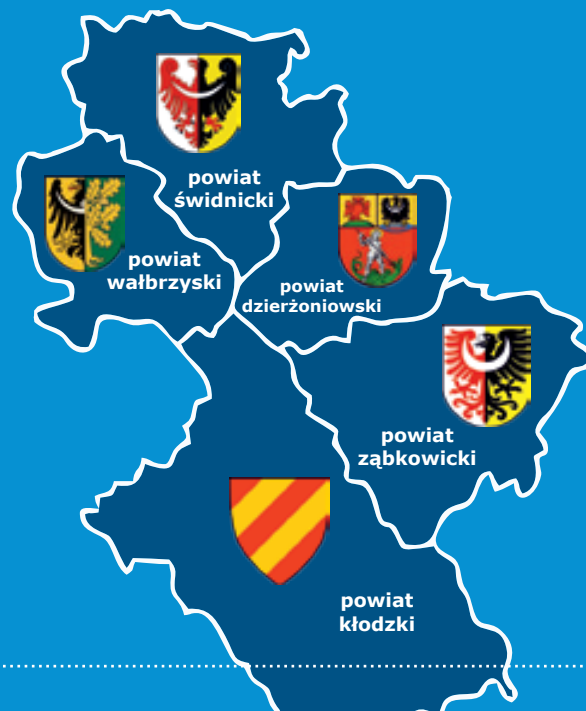 powiat
świdnicki
powiat
wałbrzyski
powiat
dzierżoniowski
powiat
ząbkowicki
powiat
kłodzki